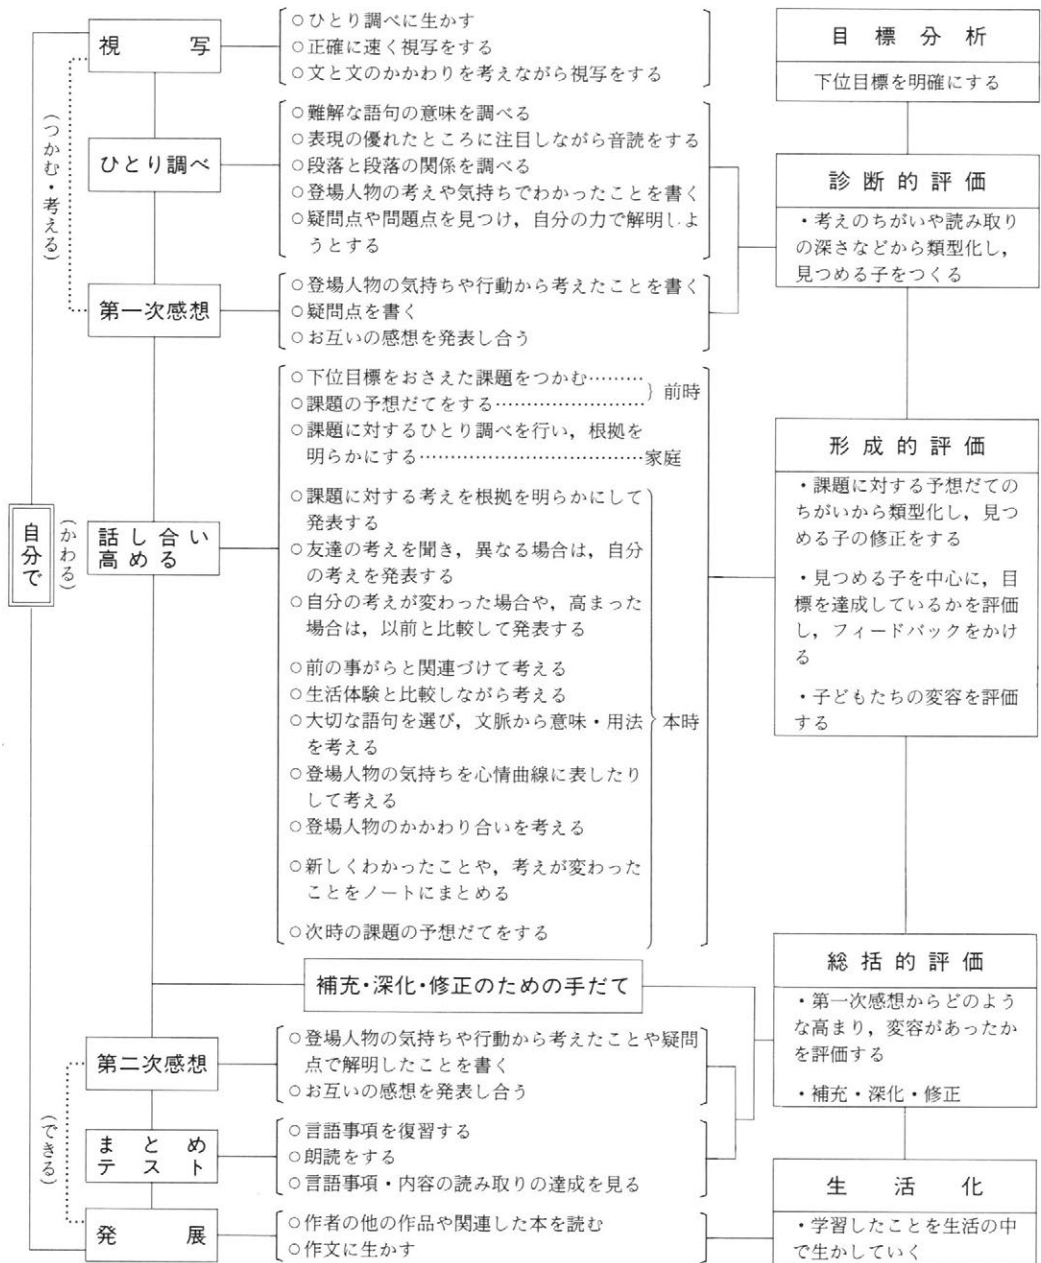 視写
○ひとり調べに生かす
○正確に速く視写をする
○文と文のかかわりを考えながら視写をする
目標分析
下位目標を明確にする
(つかむ・考える)
ひとり調べ
○難解な語句の意味を調べる
○表現の優れたところに注目しながら音読をする
○段落と段落の関係を調べる
○登場人物の考えや気持ちでわかったことを書く
○疑問点や問題点を見つけ，自分の力で解明しよ
うとする
診断的評価
・考えのちがいや読み取り
の深さなどから類型化し，
見つめる子をつくる
第一次感想
○登場人物の気持ちや行動から考えたことを書く
○疑問点を書く
○お互いの感想を発表し合う
自分で
(かわる)
話し合い
高める
○下位目標をおさえた課題をつかむ………
○課題の予想だてをする……………………
前時
○課題に対するひとり調べを行い，根拠を
明らかにする……………………………家庭
○課題に対する考えを根拠を明らかにして
発表する
○友達の考えを聞き，異なる場合は，自分
の考えを発表する
○自分の考えが変わった場合や，高まった
場合は，以前と比較して発表する
○前の事がらと関連づけて考える
○生活体験と比較しながら考える
○大切な語句を選び，文脈から意味・用法
を考える
本時
○登場人物の気持ちを心情曲線に表したり
して考える
○登場人物のかかわり合いを考える
○新しくわかったことや，考えが変わった
ことをノートにまとめる
○次時の課題の予想だてをする
形成的評価
・課題に対する予想だての
ちがいから類型化し，見つ
める子の修正をする
・見つめる子を中心に，目
標を達成しているかを評価
し，フィードバックをかけ
る
・子どもたちの変容を評価
する
補充・深化・修正のための手だて
総括的評価
・第一次感想からどのよう
な高まり，変容があったか
を評価する
・補充・深化・修正
(できる)
第二次感想
○登場人物の気持ちや行動から考えたことや疑問
点で解明したことを書く
○お互いの感想を発表し合う
まとめ
テスト
○言語事項を復習する
○朗読をする
○言語事項・内容の読み取りの達成を見る
発展
○作者の他の作品や関連した本を読む
○作文に生かす
生活化
・学習したことを生活の中
で生かしていく